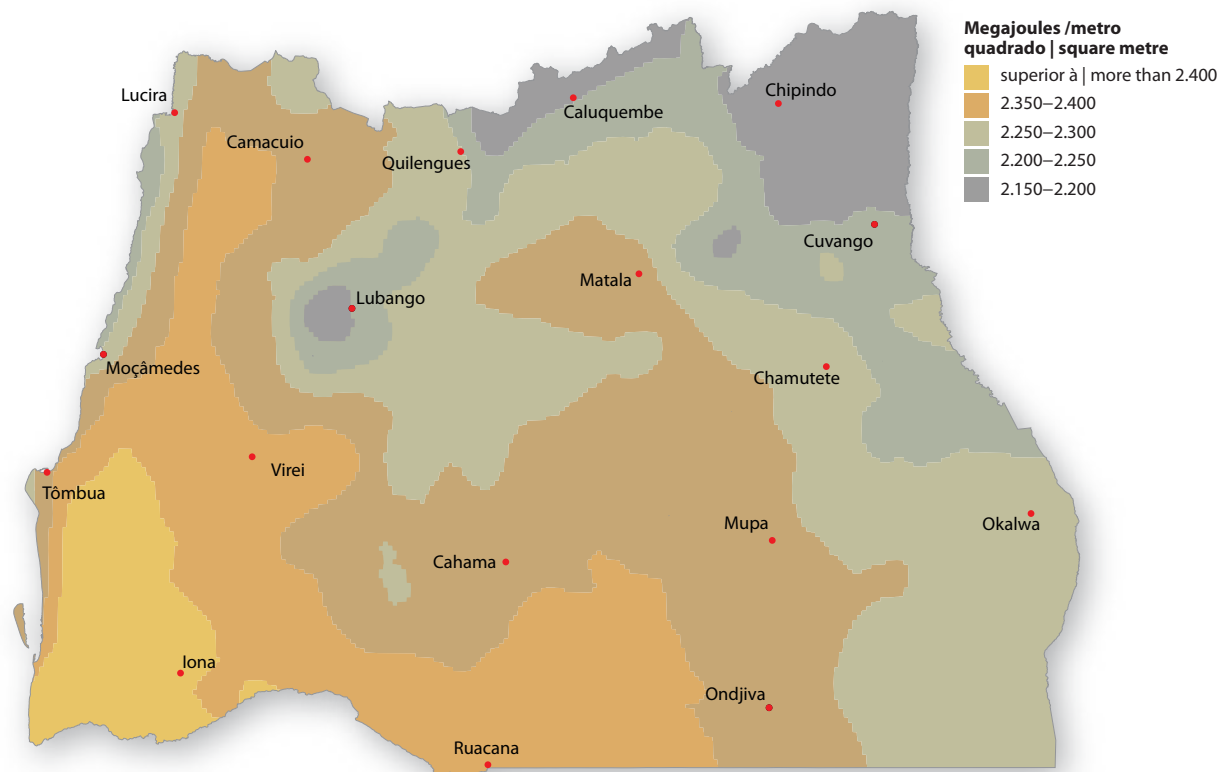 Megajoules /metro
quadrado | square metre
superior à | more than 2.400
2.350–2.400
2.250–2.300
2.200–2.250
2.150–2.200
Lucira
Caluquembe
Chipindo
Camacuio
Quilengues
Cuvango
Matala
Lubango
Moçâmedes
Chamutete
Virei
Tômbua
Mupa
Okalwa
Cahama
Iona
Ondjiva
Ruacana